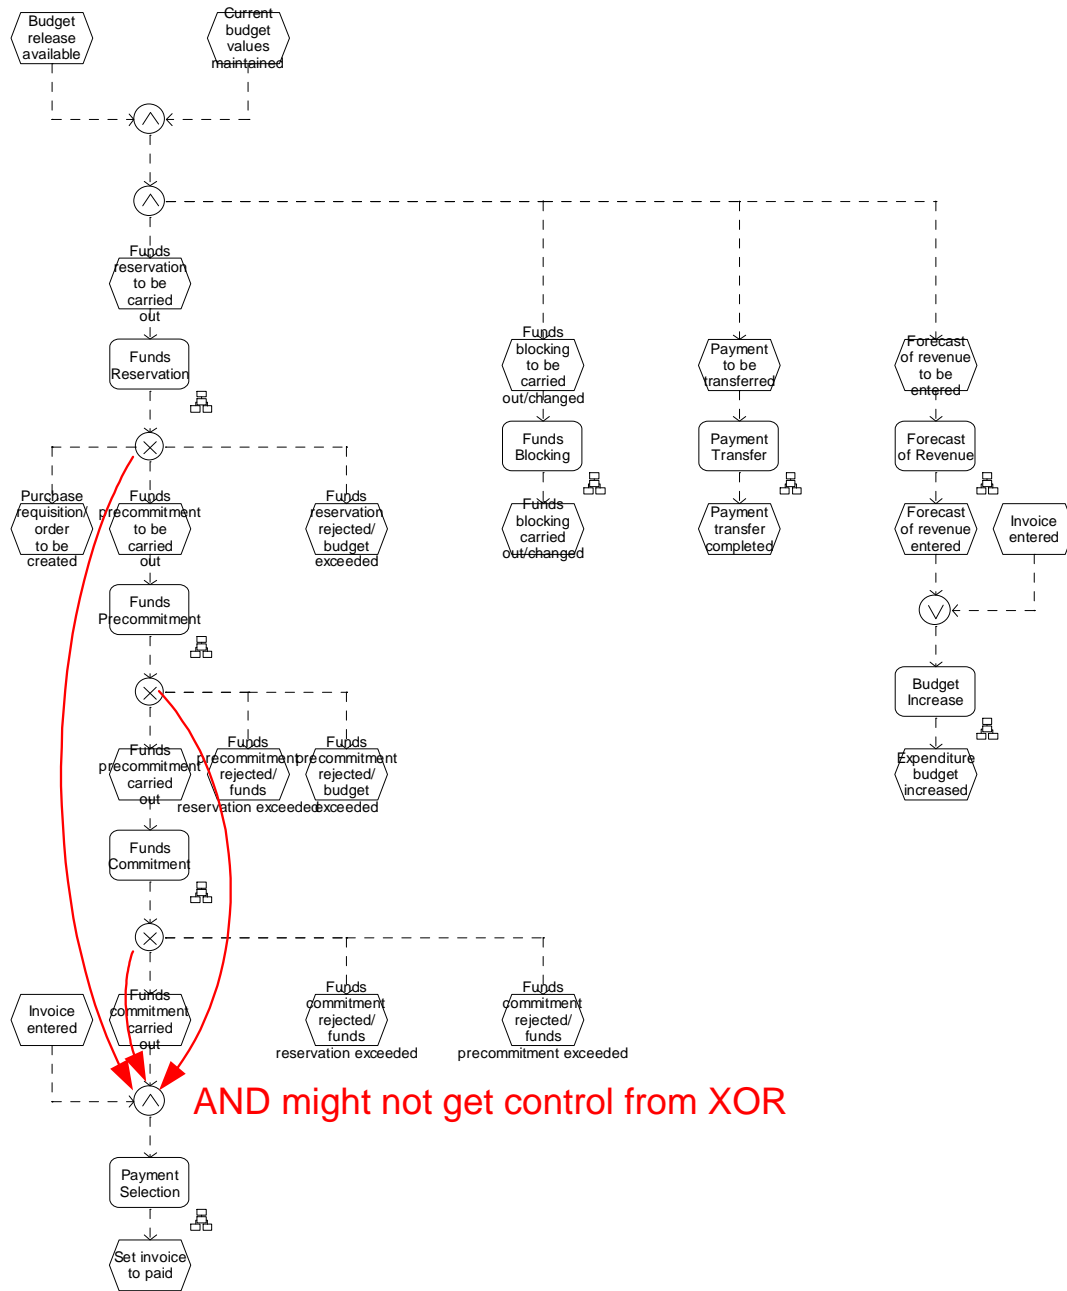 Budget
release
available
Current
budget
values
maintained
Funds
reservation
to be
carried
out
Funds
Reservation
Funds
blocking
to be
carried
out/changed
Payment
to be
transferred
Forecast
of revenue
to be
entered
Funds
Blocking
Payment
Transfer
Forecast
of Revenue
Purchase
requisition/
order
to be
created
Funds
precommitment
to be
carried
out
Funds
reservation
rejected/
budget
exceeded
Funds
blocking
carried
out/changed
Payment
transfer
completed
Forecast
of revenue
entered
Invoice
entered
Funds
Precommitment
Budget
Increase
Funds
precommitment
carried
out
Funds
precommitment
rejected/
funds
reservation exceeded
Funds
precommitment
rejected/
budget
exceeded
Expenditure
budget
increased
Funds
Commitment
Invoice
entered
Funds
commitment
carried
out
Funds
commitment
rejected/
funds
reservation exceeded
Funds
commitment
rejected/
funds
precommitment exceeded
AND might not get control from XOR
Payment
Selection
Set invoice
to paid